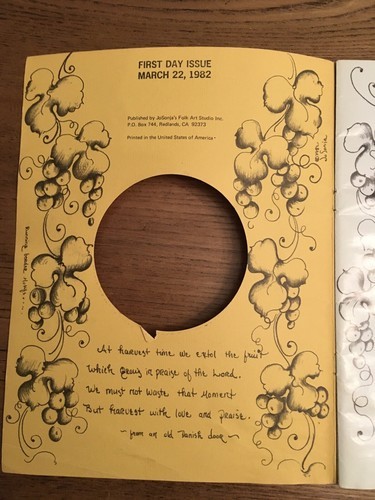 FIRST DAY ISSUE
MARCH 22, 1982
Published by JoSonja's Folk Art Studio Inc.
P.O. Box 744, Redlands, CA 92373
Printed in the United States of America
At harvest time we extol the fruit
Which grows in praise of the Lord.
We must not waste that Moment
But harvest with love and praise.
~ from an old Danish door ~